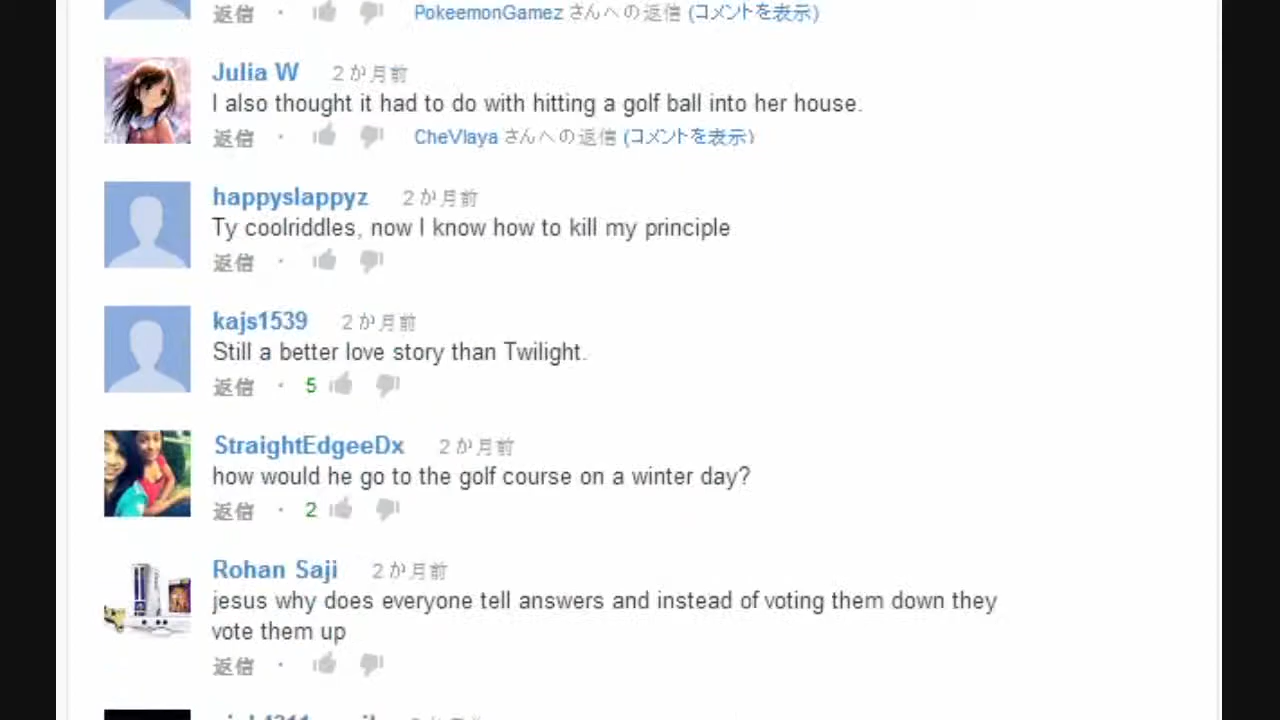 返信 · PokeemonGamez さんへの返信 (コメントを表示)
Julia W 2 か月前
I also thought it had to do with hitting a golf ball into her house.
返信 · CheVlaya さんへの返信 (コメントを表示)
happyslappyz 2 か月前
Ty coolriddles, now I know how to kill my principle
返信 ·
kajs1539 2 か月前
Still a better love story than Twilight.
返信 · 5
StraightEdgeeDx 2 か月前
how would he go to the golf course on a winter day?
返信 · 2
Rohan Saji 2 か月前
jesus why does everyone tell answers and instead of voting them down they
vote them up
返信 ·